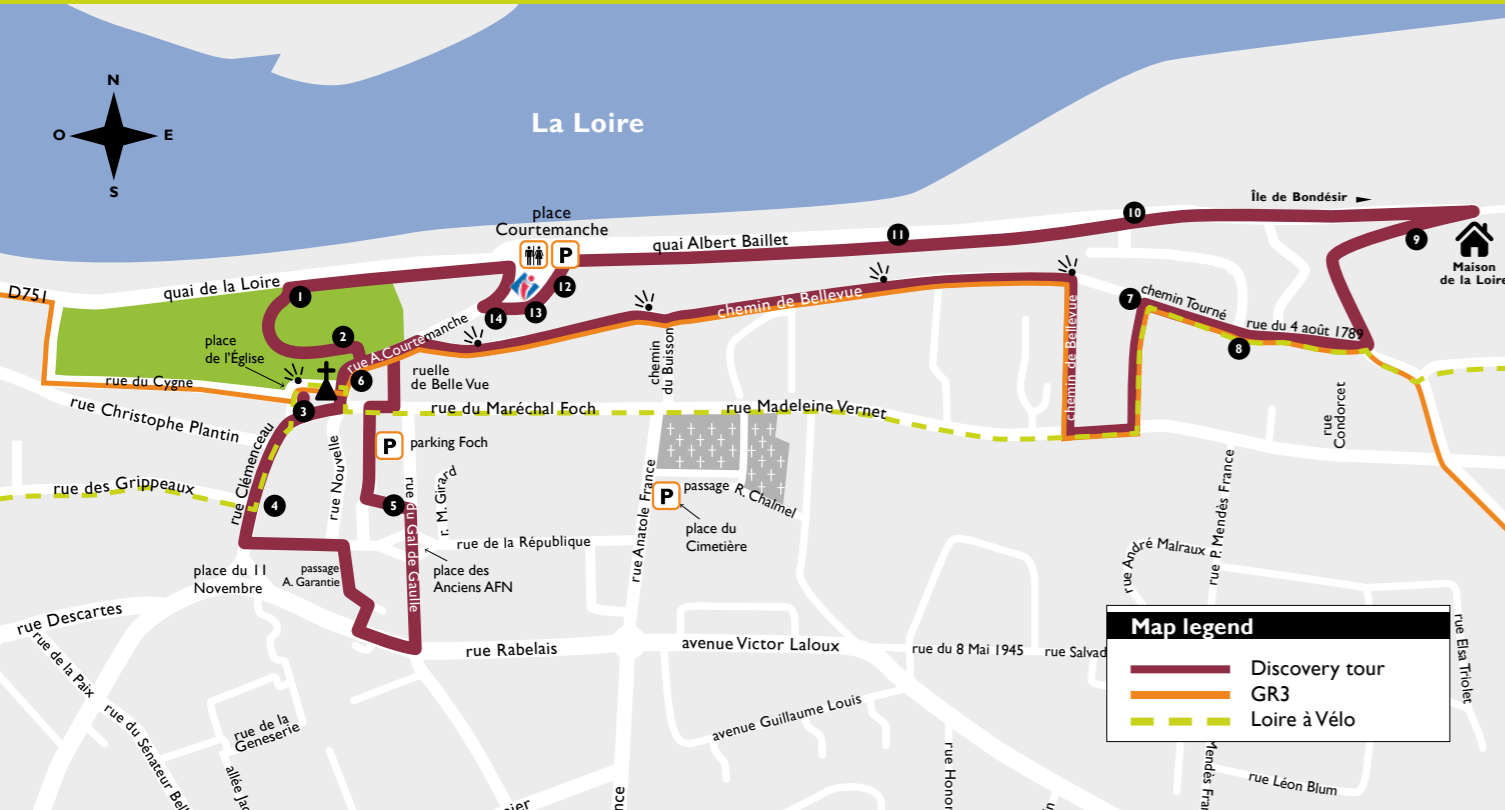 N
O
E
S
La Loire
place
Courtemanche
P
Île de Bondésir
10
11
quai Albert Baillet
9
Maison
de la Loire
D751
quai de la Loire
1
12
13
14
chemin de Bellevue
7
chemin Tourné
rue du 4 août 1789
8
2
place
de l'Église
rue A.Courtemanche
6
ruelle
de Belle Vue
chemin
du Buisson
chemin de Bellevue
rue du Cygne
3
rue Christophe Plantin
rue du Maréchal Foch
rue Madeleine Vernet
rue
Condorcet
rue Clémenceau
rue Nouvelle
P
parking Foch
rue des Grippeaux
4
5
r. M. Girard
rue du Gal de Gaulle
rue Anatole France
P
passage R. Chalmel
place du
Cimetière
rue P. Mendès France
rue André Malraux
rue de la République
place des
Anciens AFN
place du 11
Novembre
passage
A. Garantie
rue Descartes
rue de la Paix
rue du Sénateur Bel
rue Rabelais
avenue Victor Laloux
rue du 8 Mai 1945
rue Salvad
rue Elsa Triolet
Map legend
Discovery tour
GR3
Loire à Vélo
rue de la
Geneserie
allée Jac
avenue Guillaume Louis
rue Honor
Mendès Fra
rue Léon Blum